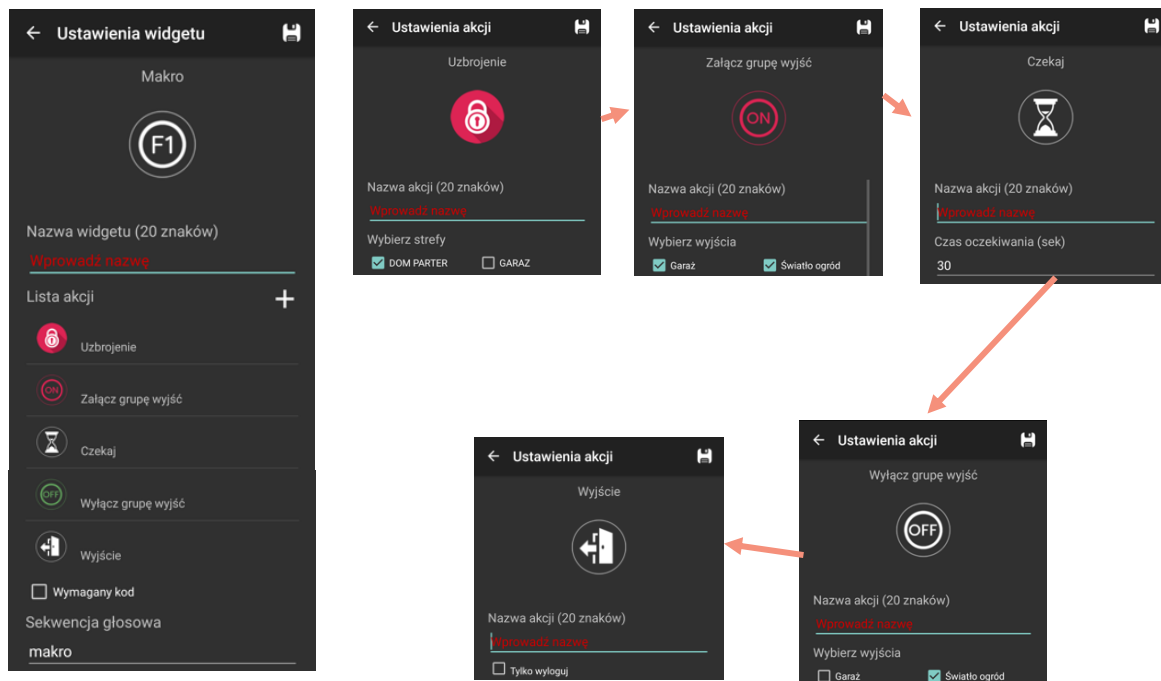 Ustawienia widgetu
Makro
F1
Nazwa widgetu (20 znaków)
Wprowadź nazwę
Lista akcji
Uzbrojenie
ON
Załącz grupę wyjść
Czekaj
OFF
Wyłącz grupę wyjść
Wyjście
Wymagany kod
Sekwencja głosowa
makro
Ustawienia akcji
Uzbrojenie
Nazwa akcji (20 znaków)
Wprowadź nazwę
Wybierz strefy
DOM PARTER GARAZ
Ustawienia akcji
Załącz grupę wyjść
ON
Nazwa akcji (20 znaków)
Wprowadź nazwę
Wybierz wyjścia
Garaż Światło ogród
Ustawienia akcji
Czekaj
Nazwa akcji (20 znaków)
Wprowadź nazwę
Czas oczekiwania (sek)
30
Ustawienia akcji
Wyłącz grupę wyjść
OFF
Nazwa akcji (20 znaków)
Wprowadź nazwę
Wybierz wyjścia
Garaż Światło ogród
Ustawienia akcji
Wyjście
Nazwa akcji (20 znaków)
Wprowadź nazwę
Tylko wyloguj